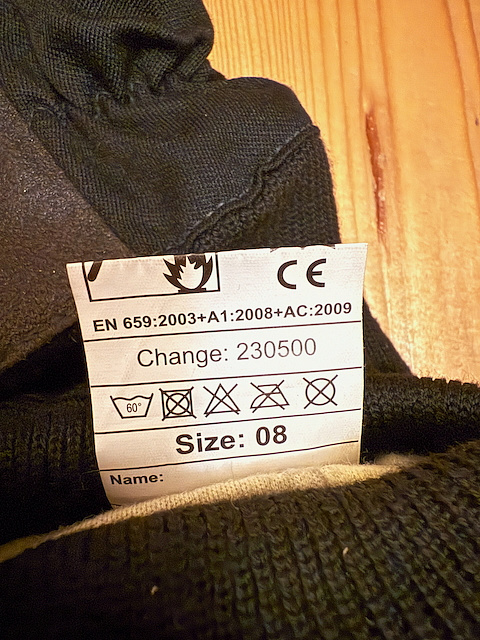 CE
EN 659:2003+A1:2008+AC:2009
Change: 230500
60°
Size: 08
Name: